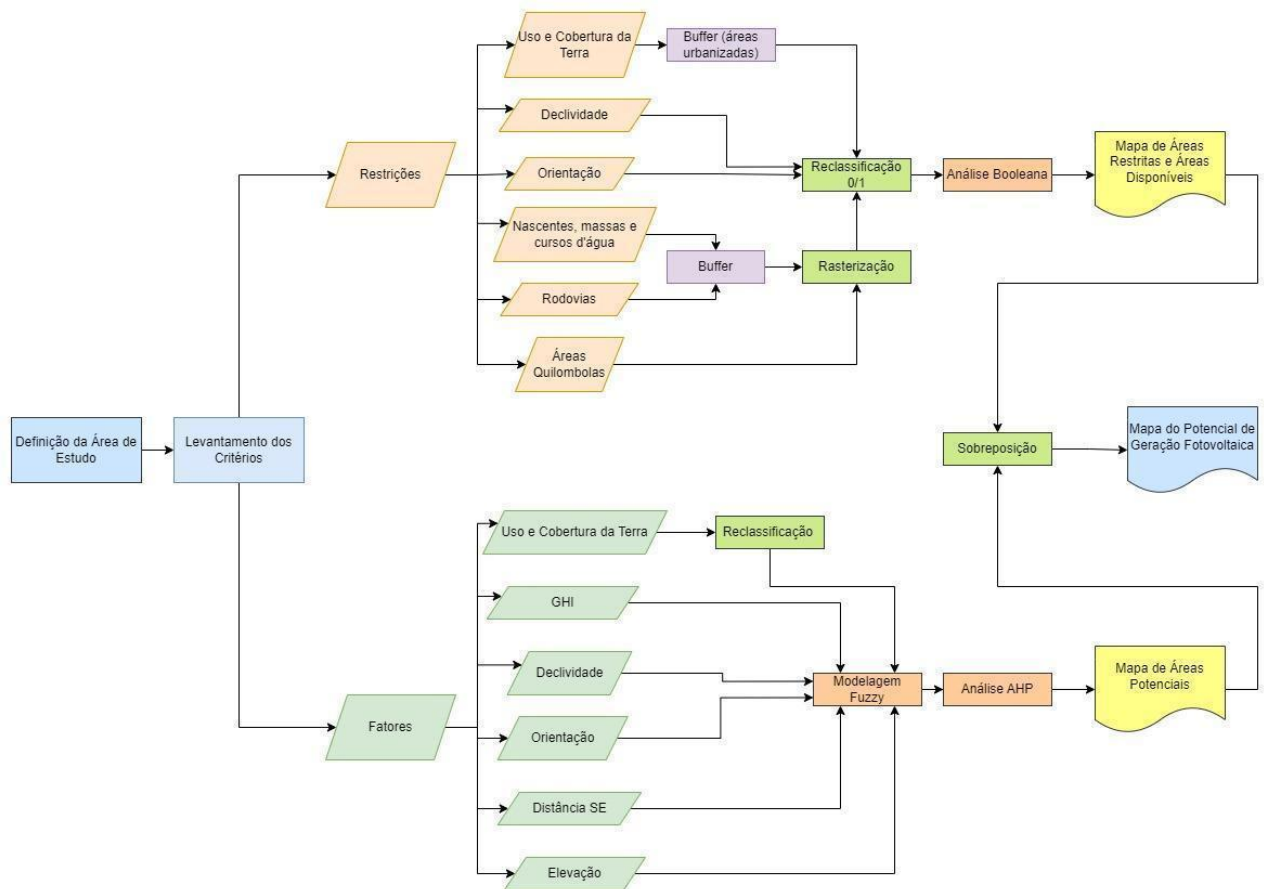 Uso e Cobertura da
Terra
Buffer (áreas
urbanizadas)
Declividade
Restrições
Orientação
Reclassificação
0/1
Análise Booleana
Mapa de Áreas
Restritas e Áreas
Disponíveis
Nascentes, massas e
cursos d'água
Buffer
Rasterização
Rodovias
Áreas
Quilombolas
Definição da Área de
Estudo
Levantamento dos
Critérios
Sobreposição
Mapa do Potencial de
Geração Fotovoltaica
Uso e Cobertura da Terra
Reclassificação
GHI
Declividade
Modelagem
Fuzzy
Análise AHP
Mapa de Áreas
Potenciais
Fatores
Orientação
Distância SE
Elevação